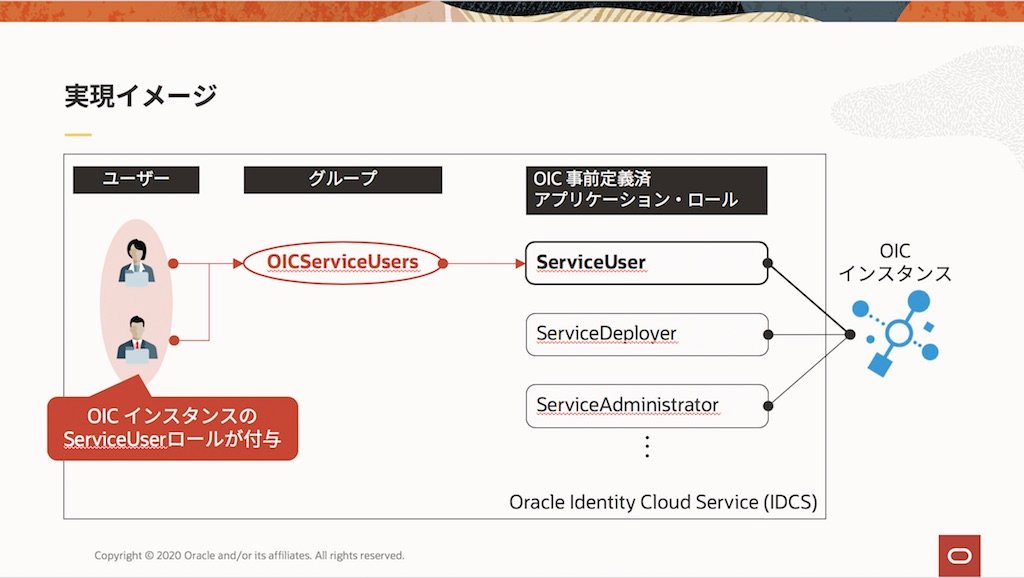 実現イメージ
ユーザー
グループ
OIC 事前定義済
アプリケーション・ロール
OICServiceUsers
ServiceUser
ServiceDeployer
ServiceAdministrator
OIC
インスタンス
OIC インスタンスの
ServiceUserロールが付与
Oracle Identity Cloud Service (IDCS)
Copyright © 2020 Oracle and/or its affiliates. All rights reserved.